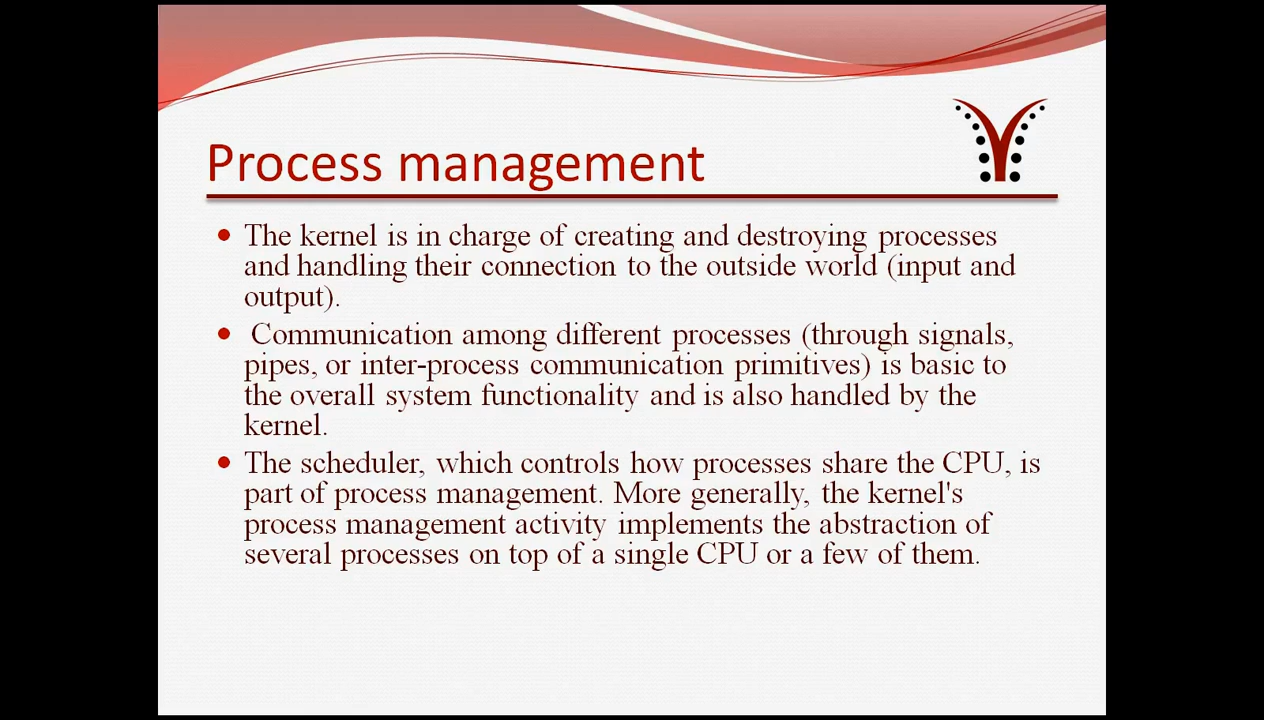 Process management
The kernel is in charge of creating and destroying processes
and handling their connection to the outside world (input and
output).
Communication among different processes (through signals,
pipes, or inter-process communication primitives) is basic to
the overall system functionality and is also handled by the
kernel.
The scheduler, which controls how processes share the CPU, is
part of process management. More generally, the kernel's
process management activity implements the abstraction of
several processes on top of a single CPU or a few of them.